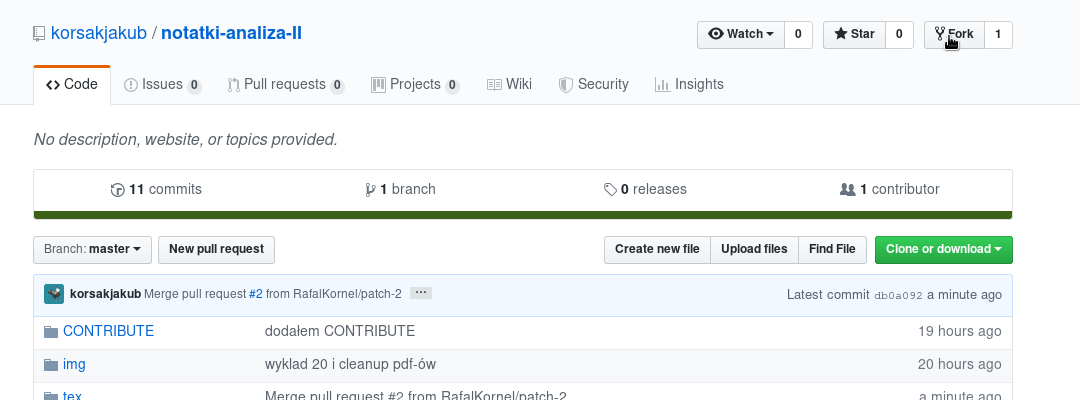 korsakjakub / notatki-analiza-II
Watch 0 Star 0 Fork 1
Code Issues 0 Pull requests 0 Projects 0 Wiki Security Insights
No description, website, or topics provided.
11 commits 1 branch 0 releases 1 contributor
Branch: master New pull request Create new file Upload files Find File Clone or download
korsakjakub Merge pull request #2 from RafalKornel/patch-2 ... Latest commit db0a092 a minute ago
CONTRIBUTE dodałem CONTRIBUTE 19 hours ago
img wyklad 20 i cleanup pdf-ów 20 hours ago
tex Merge pull request #2 from RafalKornel/patch-2 a minute ago